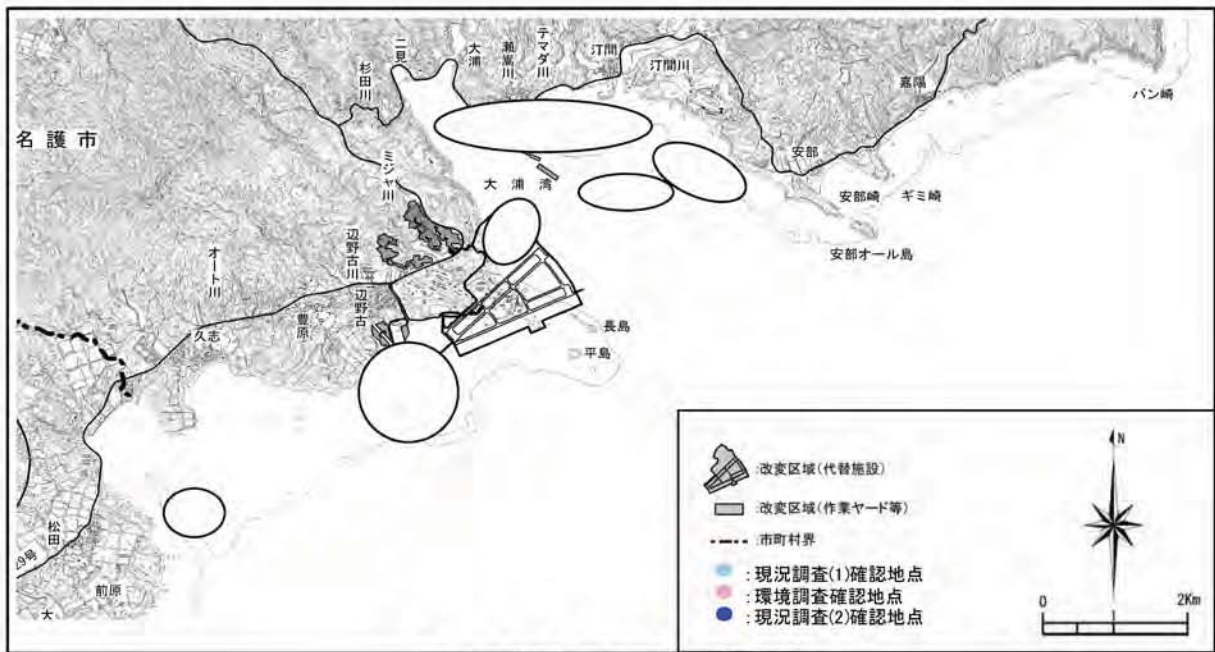 名護市
杉田川
二見
大浦
瀬嵩川
テマダ川
汀間
汀間川
嘉陽
バン崎
ミジャ川
大浦湾
安部
安部崎
ギミ崎
安部オール島
オート川
辺野古川
辺野古
豊原
久志
長島
平島
松田
29号
前原
大
:改変区域(代替施設)
:改変区域(作業ヤード等)
:市町村界
:現況調査(1)確認地点
:環境調査確認地点
:現況調査(2)確認地点
N
0 2Km